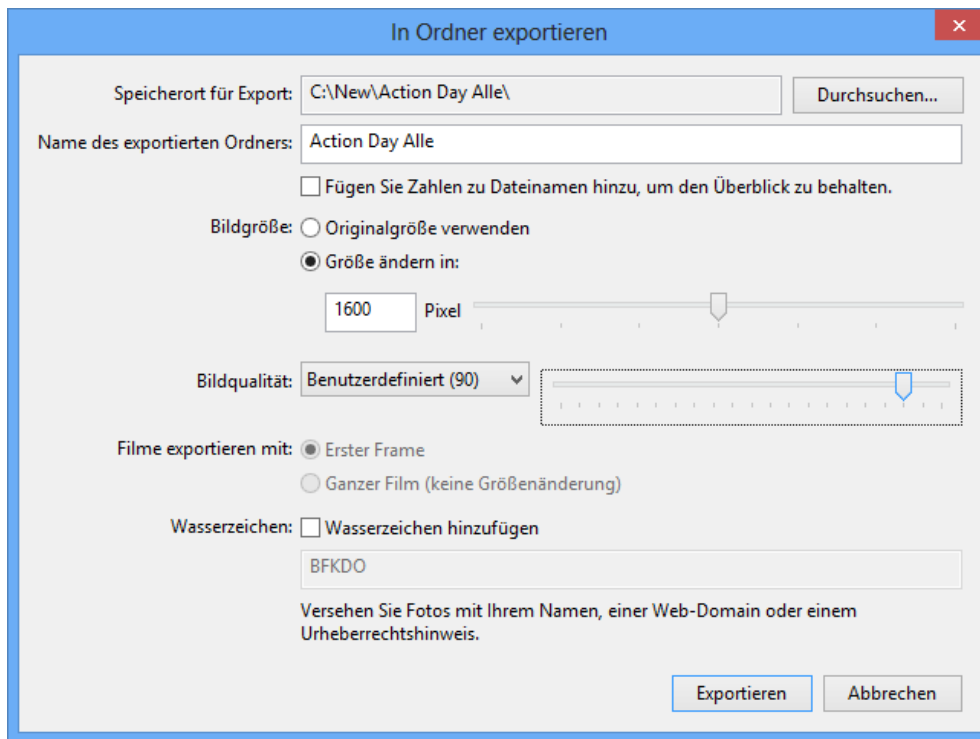 In Ordner exportieren
Speicherort für Export: C:\New\Action Day Alle\ Durchsuchen...
Name des exportierten Ordners: Action Day Alle
Fügen Sie Zahlen zu Dateinamen hinzu, um den Überblick zu behalten.
Bildgröße: Originalgröße verwenden
Größe ändern in:
1600 Pixel
Bildqualität: Benutzerdefiniert (90)
Filme exportieren mit: Erster Frame
Ganzer Film (keine Größenänderung)
Wasserzeichen: Wasserzeichen hinzufügen
BFKDO
Versehen Sie Fotos mit Ihrem Namen, einer Web-Domain oder einem
Urheberrechtshinweis.
Exportieren Abbrechen